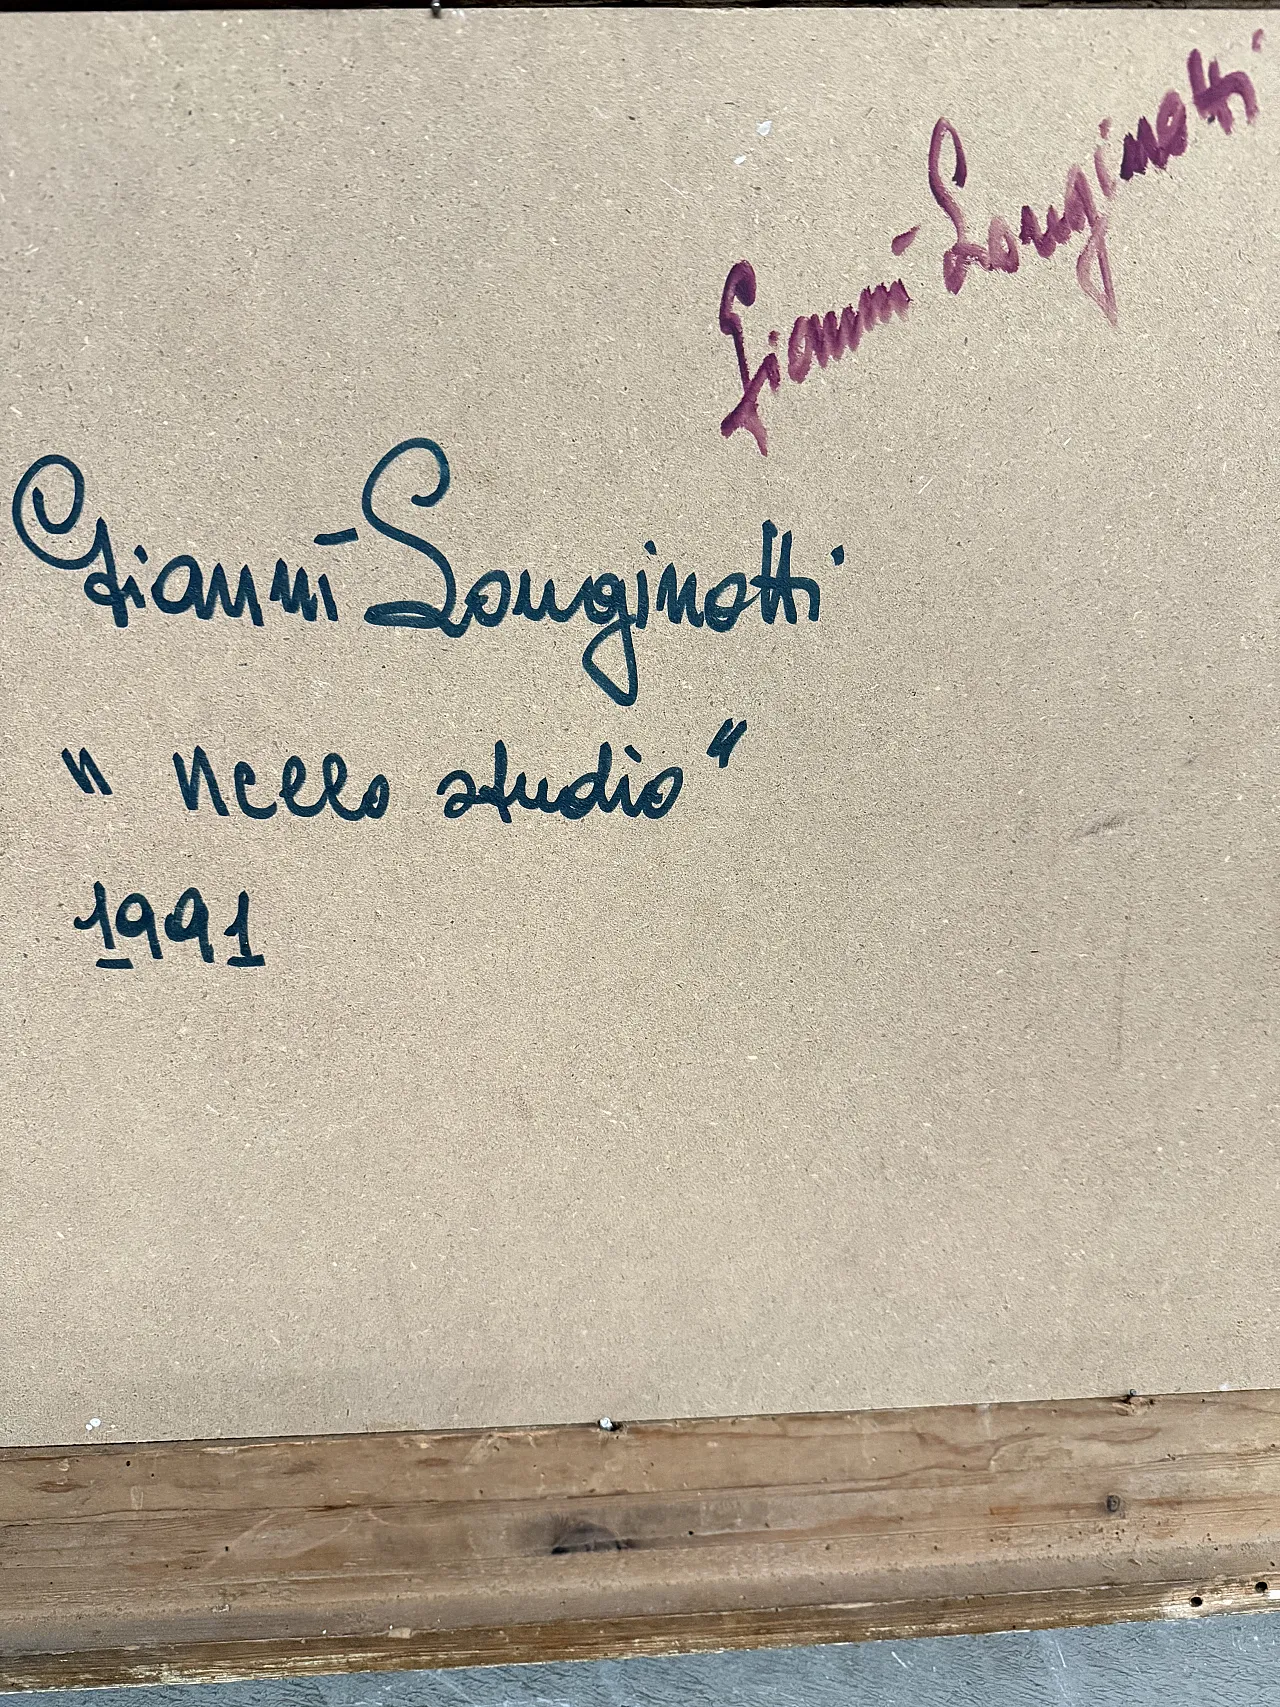 Gianni Longinotti
Gianni Longinotti
" Nello studio "
1991